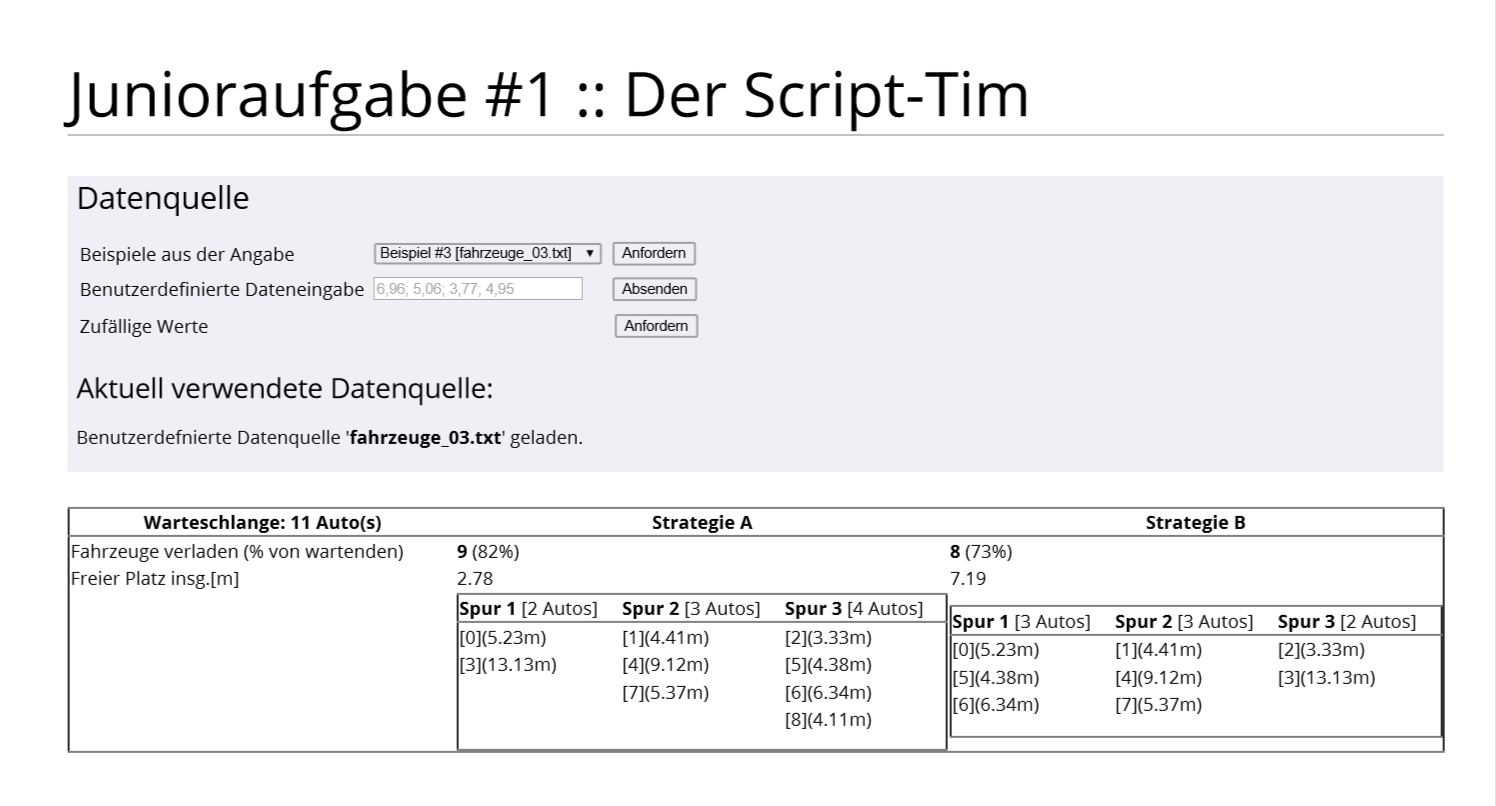 Junioraufgabe #1 :: Der Script-Tim
Datenquelle
Beispiele aus der Angabe Beispiel #3 [fahrzeuge_03.txt] ▼ Anfordern
Benutzerdefinierte Dateneingabe 6,96; 5,06; 3,77; 4,95 Absenden
Zufällige Werte Anfordern
Aktuell verwendete Datenquelle:
Benutzerdefnierte Datenquelle 'fahrzeuge_03.txt' geladen.
Warteschlange: 11 Auto(s) Strategie A Strategie B
Fahrzeuge verladen (% von wartenden) 9 (82%) 8 (73%)
Freier Platz insg.[m] 2.78 7.19
Spur 1 [2 Autos] Spur 2 [3 Autos] Spur 3 [4 Autos]
[0](5.23m) [1](4.41m) [2](3.33m)
[3](13.13m) [4](9.12m) [5](4.38m)
[7](5.37m) [6](6.34m)
[8](4.11m)
Spur 1 [3 Autos] Spur 2 [3 Autos] Spur 3 [2 Autos]
[0](5.23m) [1](4.41m) [2](3.33m)
[5](4.38m) [4](9.12m) [3](13.13m)
[6](6.34m) [7](5.37m)